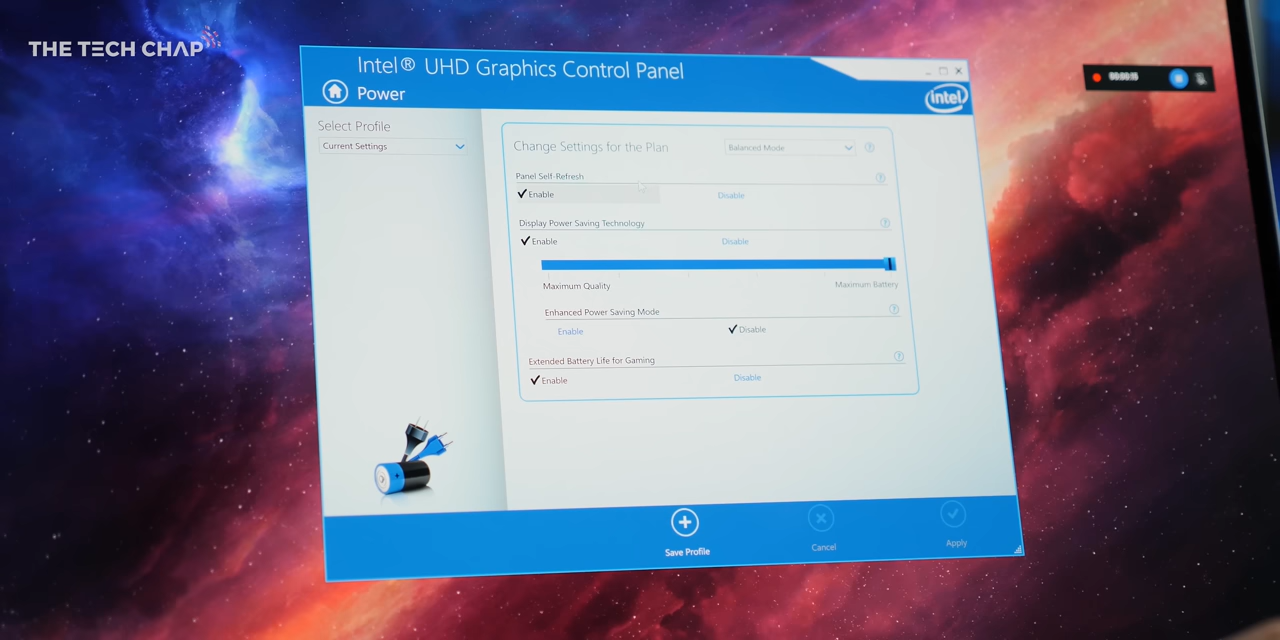 THE TECH CHAP
Intel® UHD Graphics Control Panel
Power
intel
Select Profile
Current Settings
Change Settings for the Plan
Balanced Mode
Panel Self-Refresh
Enable
Disable
Display Power Saving Technology
Enable
Disable
Maximum Quality
Maximum Battery
Enhanced Power Saving Mode
Enable
Disable
Extended Battery Life for Gaming
Enable
Disable
Save Profile
Cancel
Apply